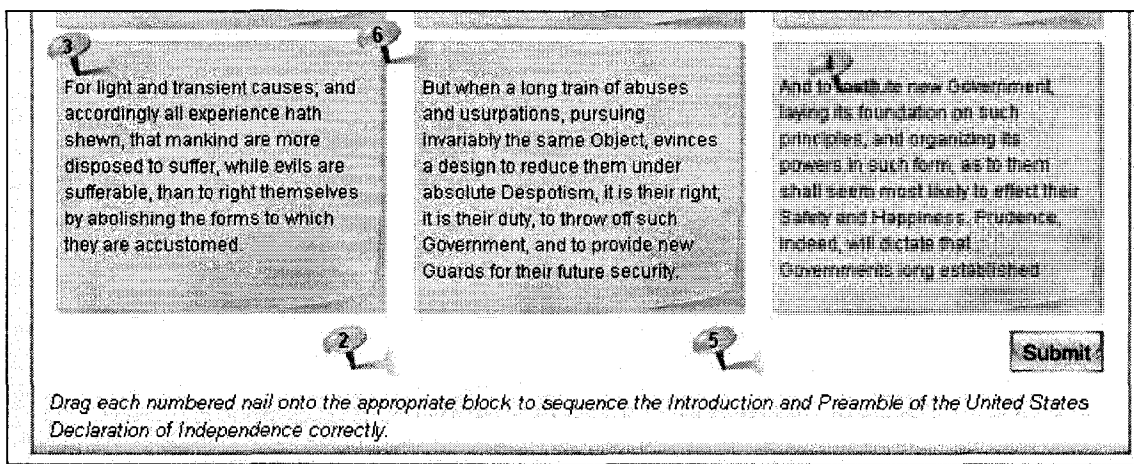 3
For light and transient causes; and
accordingly all experience hath
shewn, that mankind are more
disposed to suffer, while evils are
sufferable, than to right themselves
by abolishing the forms to which
they are accustomed.
6
But when a long train of abuses
and usurpations, pursuing
invariably the same Object, evinces
a design to reduce them under
absolute Despotism, it is their right,
it is their duty, to throw off such
Government, and to provide new
Guards for their future security.
And to institute new Government,
laying its foundation on such
principles, and organizing its
powers in such form, as to them
shall seem most likely to effect their
Safety and Happiness. Prudence,
indeed, will dictate that
Governments long established
2
5
Submit
Drag each numbered nail onto the appropriate block to sequence the Introduction and Preamble of the United States
Declaration of Independence correctly.